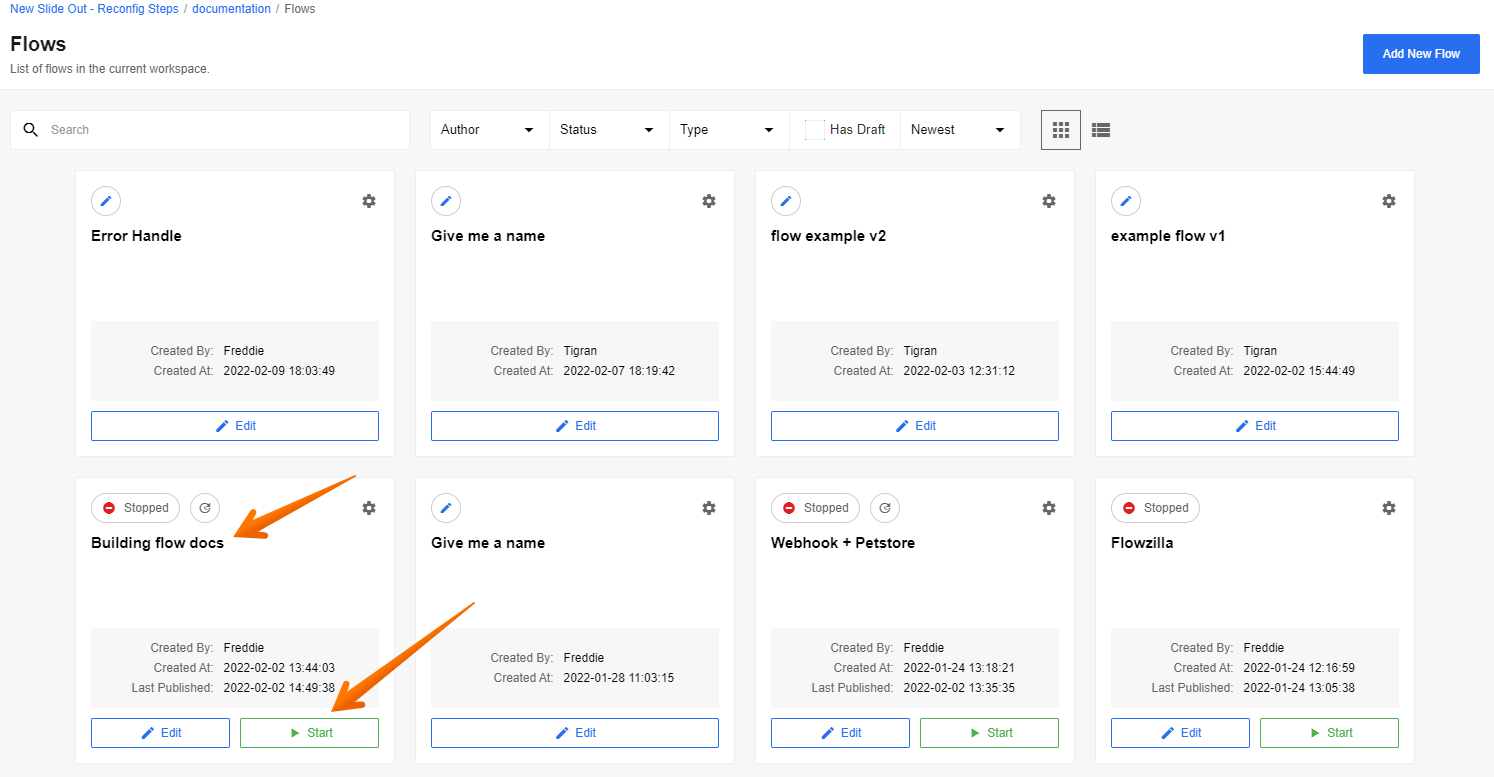 New Slide Out - Reconfig Steps / documentation / Flows
Flows
List of flows in the current workspace.
Add New Flow
Search
Author
Status
Type
Has Draft
Newest
Error Handle
Created By: Freddie
Created At: 2022-02-09 18:03:49
Edit
Give me a name
Created By: Tigran
Created At: 2022-02-07 18:19:42
Edit
flow example v2
Created By: Tigran
Created At: 2022-02-03 12:31:12
Edit
example flow v1
Created By: Tigran
Created At: 2022-02-02 15:44:49
Edit
Stopped
Building flow docs
Created By: Freddie
Created At: 2022-02-02 13:44:03
Last Published: 2022-02-02 14:49:38
Edit
Start
Give me a name
Created By: Freddie
Created At: 2022-01-28 11:03:15
Edit
Stopped
Webhook + Petstore
Created By: Freddie
Created At: 2022-01-24 13:18:21
Last Published: 2022-02-02 13:35:35
Edit
Start
Stopped
Flowzilla
Created By: Freddie
Created At: 2022-01-24 12:16:59
Last Published: 2022-01-24 13:05:38
Edit
Start